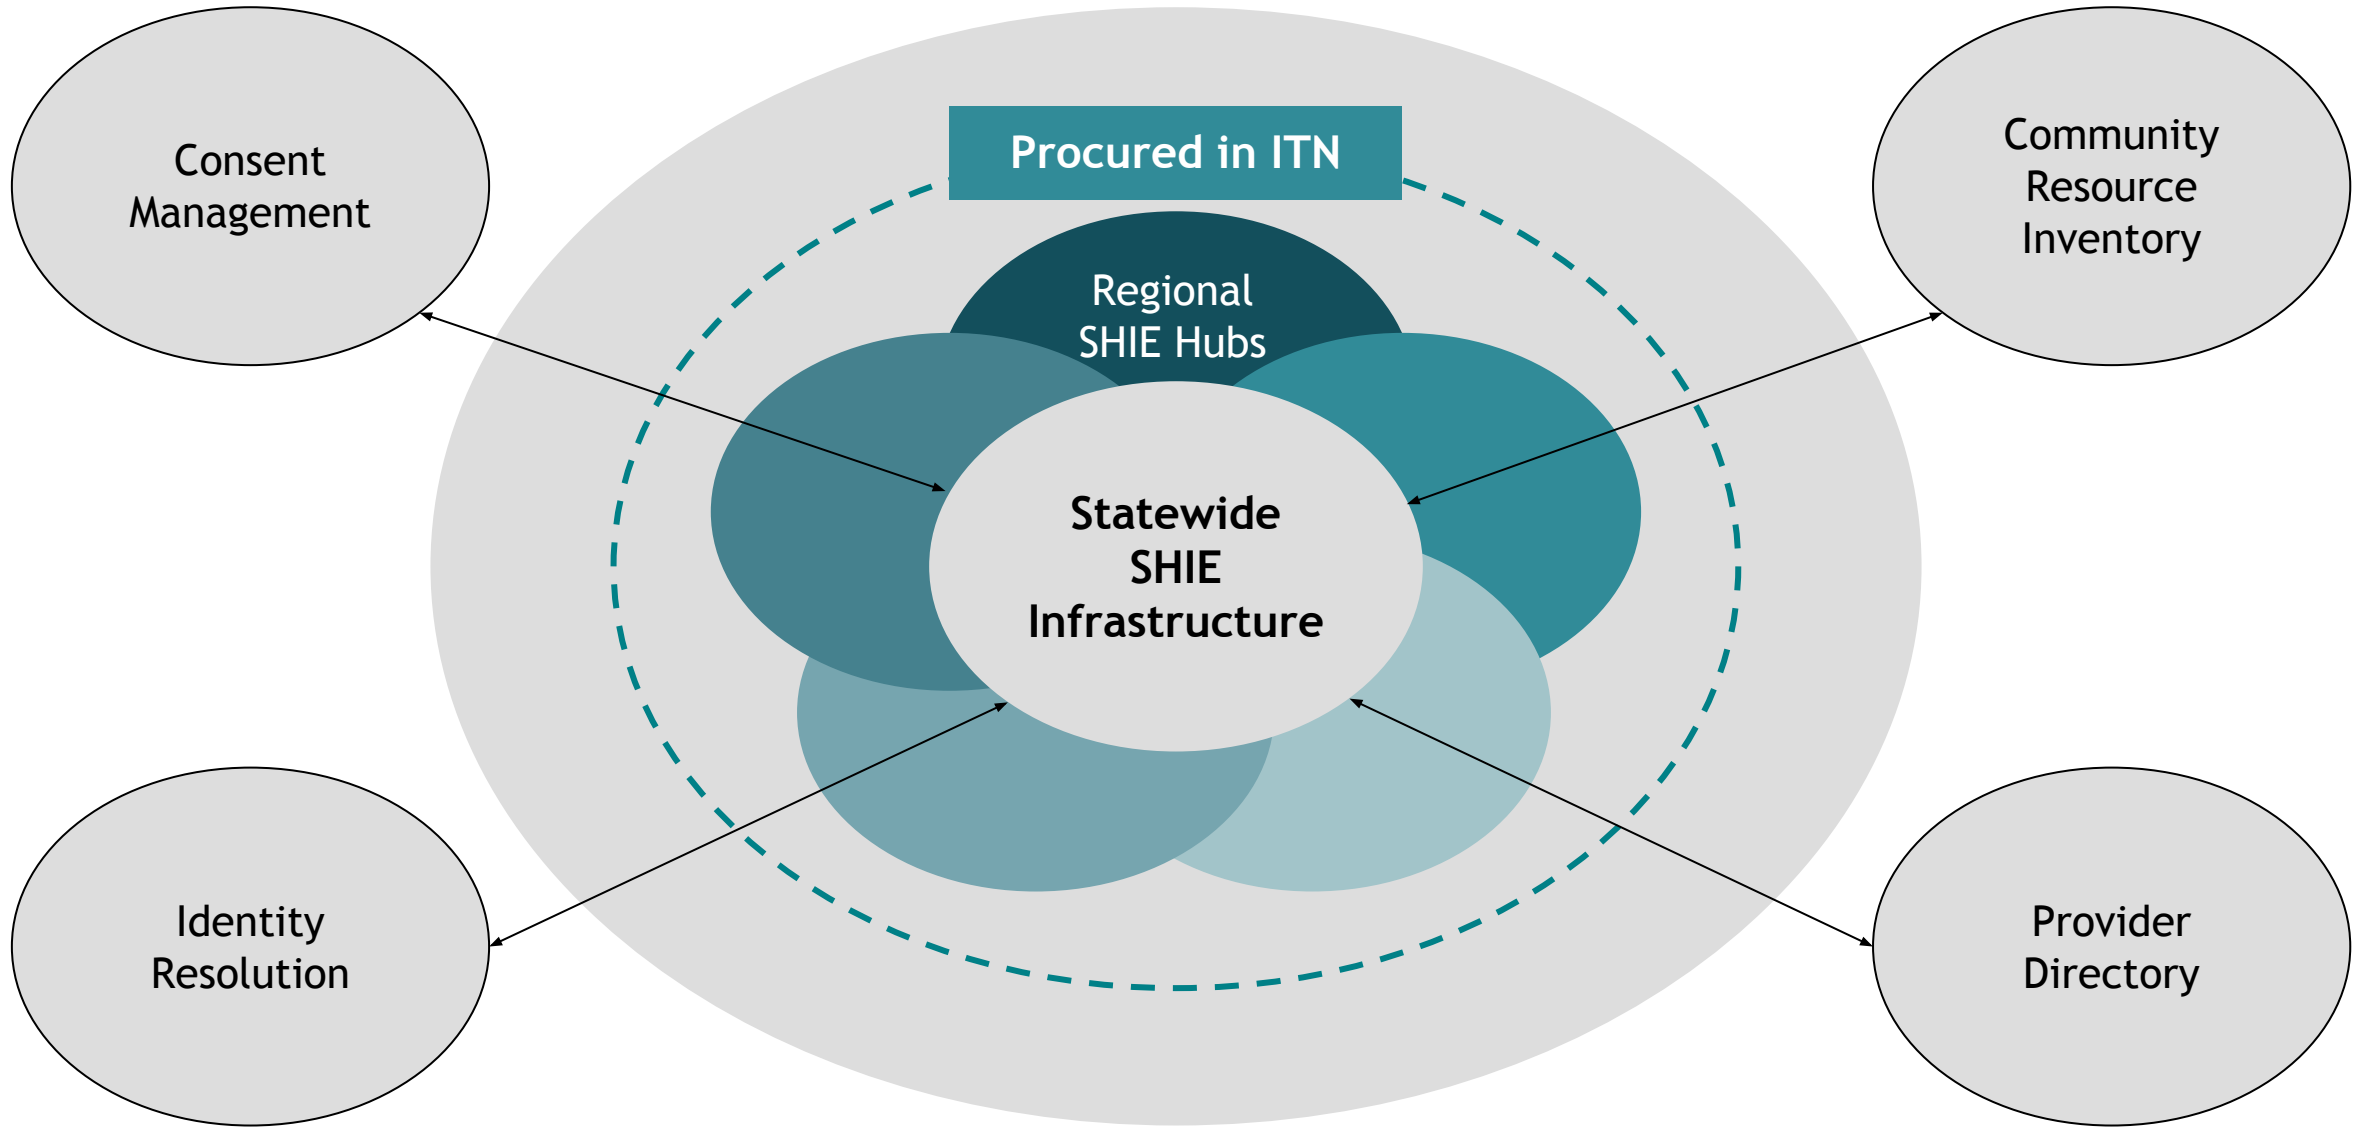 Consent
Management
Community
Resource
Inventory
Procured in ITN
Regional
SHIE Hubs
Statewide
SHIE
Infrastructure
Identity
Resolution
Provider
Directory